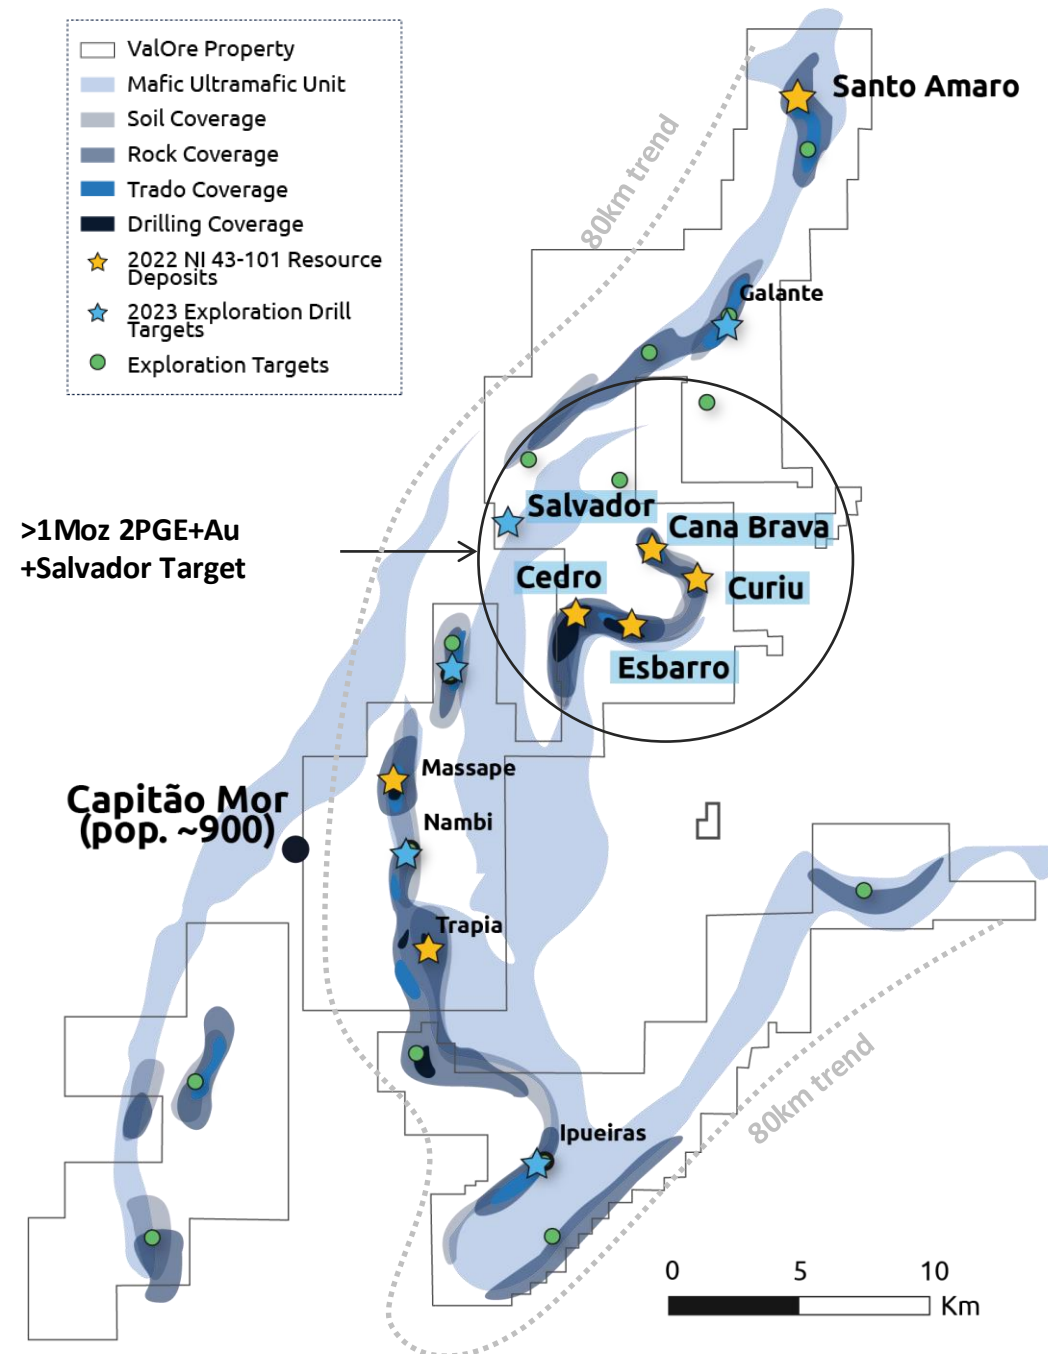 ValOre Property
Mafic Ultramafic Unit
Soil Coverage
Rock Coverage
Trado Coverage
Drilling Coverage
2022 NI 43-101 Resource
Deposits
2023 Exploration Drill
Targets
Exploration Targets
Santo Amaro
80km trend
Galante
>1Moz 2PGE+Au
+Salvador Target
Salvador
Cana Brava
Cedro
Curiu
Esbarro
Massape
Capitão Mor
(pop. ~900)
Nambi
Trapia
80km trend
Ipueiras
0 5 10
Km